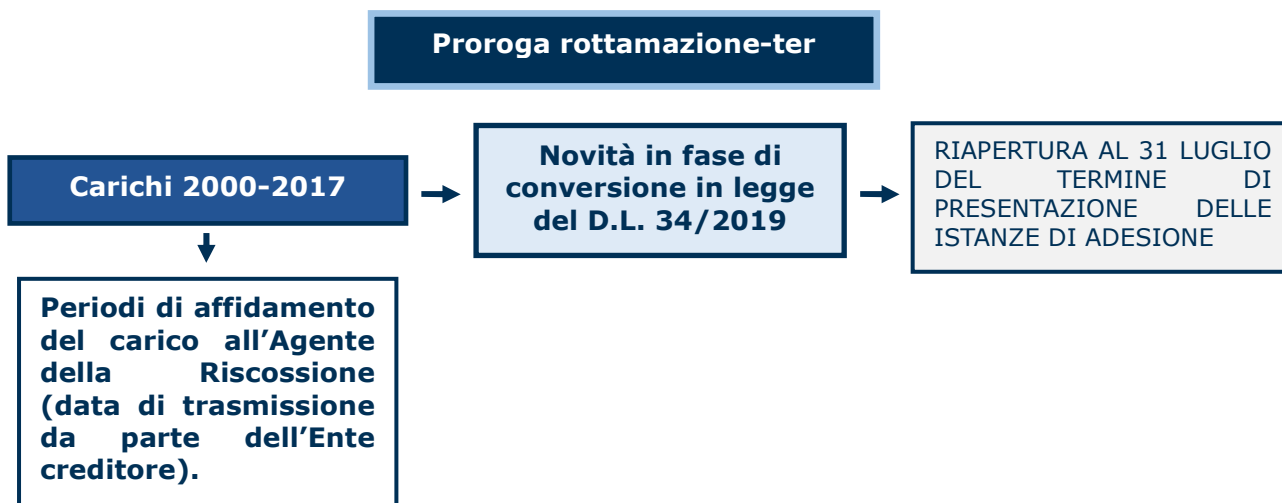 Proroga rottamazione-ter
Carichi 2000-2017
Novità in fase di
conversione in legge
del D.L. 34/2019
RIAPERTURA AL 31 LUGLIO
DEL TERMINE DI
PRESENTAZIONE DELLE
ISTANZE DI ADESIONE
Periodi di affidamento
del carico all’Agente
della Riscossione
(data di trasmissione
da parte dell’Ente
creditore).